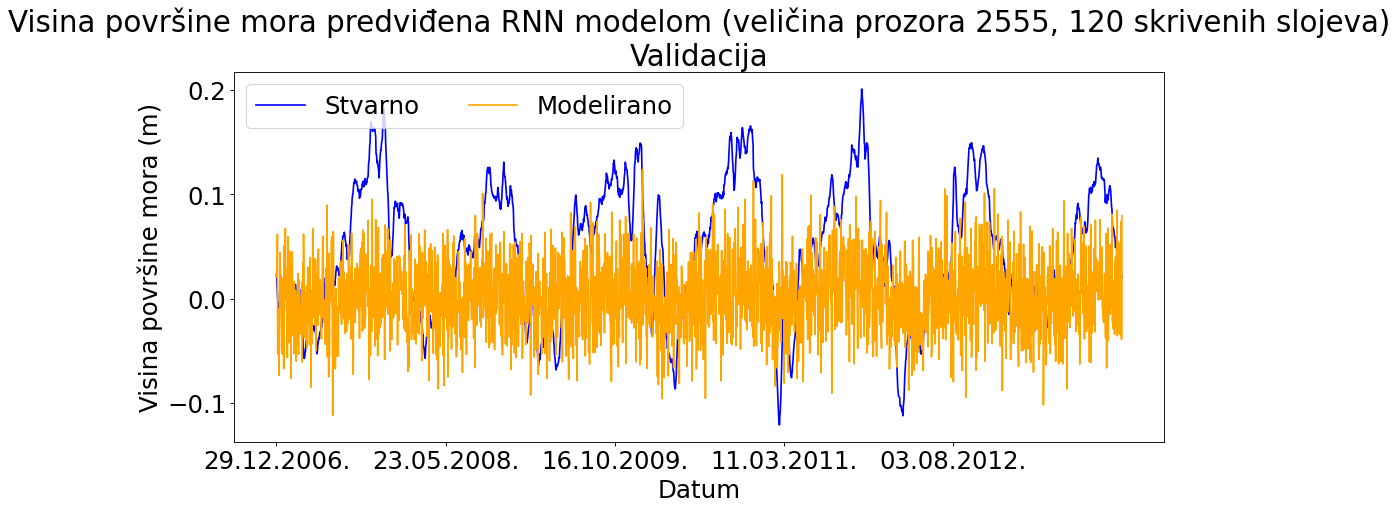 Visina površine mora predviđena RNN modelom (veličina prozora 2555, 120 skrivenih slojeva)
Validacija
Stvarno
Modelirano
Visina površine mora (m)
0.2
0.1
0.0
−0.1
29.12.2006.
23.05.2008.
16.10.2009.
11.03.2011.
03.08.2012.
Datum